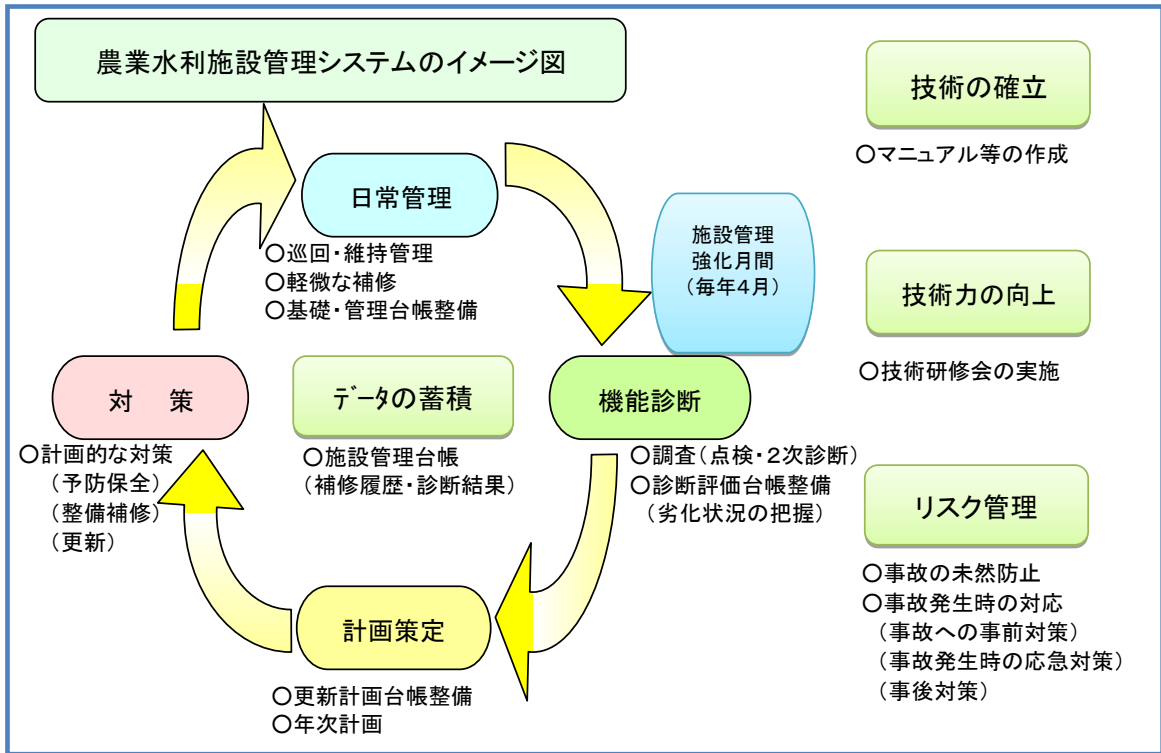 農業水利施設管理システムのイメージ図
日常管理
○巡回・維持管理
○軽微な補修
○基礎・管理台帳整備
施設管理
強化月間
(毎年4月)
機能診断
○調査(点検・2次診断)
○診断評価台帳整備
(劣化状況の把握)
計画策定
○更新計画台帳整備
○年次計画
対 策
○計画的な対策
(予防保全)
(整備補修)
(更新)
データの蓄積
○施設管理台帳
(補修履歴・診断結果)
技術の確立
○マニュアル等の作成
技術力の向上
○技術研修会の実施
リスク管理
○事故の未然防止
○事故発生時の対応
(事故への事前対策)
(事故発生時の応急対策)
(事後対策)